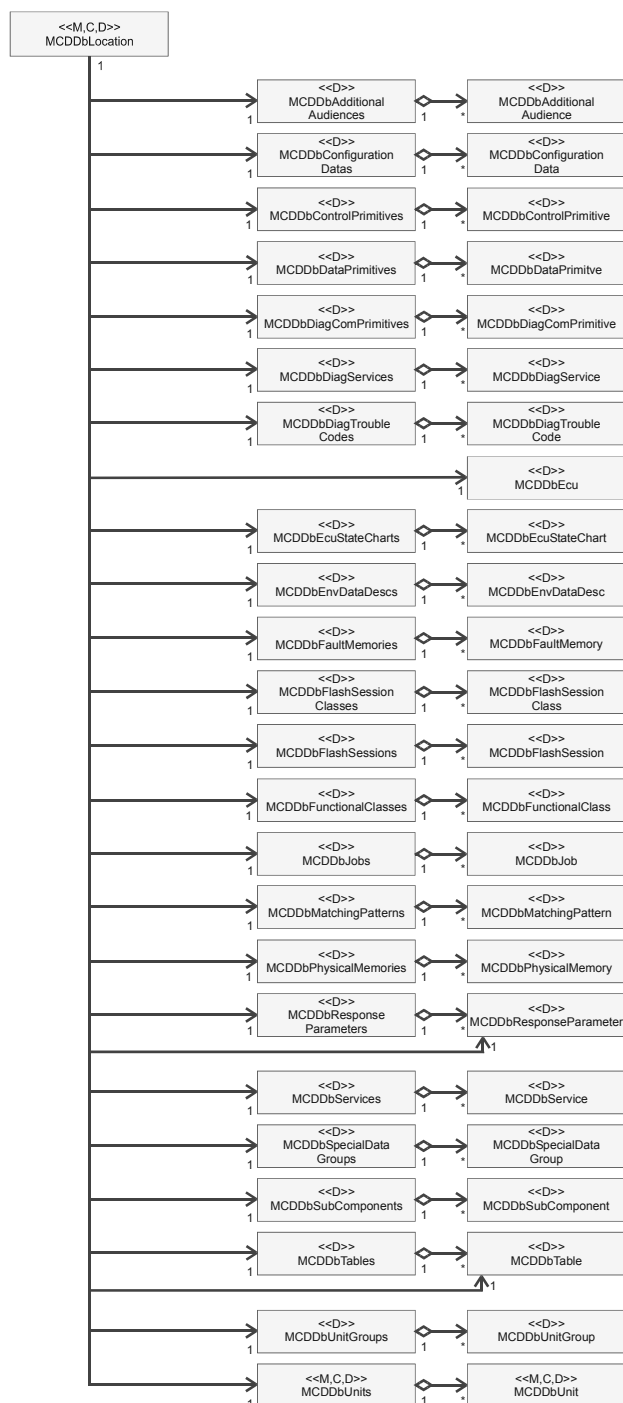 <<M,C,D>>
MCDDbLocation
1
<<D>>
MCDDbAdditional
Audiences
1
1
<<D>>
MCDDbAdditional
Audience
*
<<D>>
MCDDbConfiguration
Datas
1
1
<<D>>
MCDDbConfiguration
Data
*
<<D>>
MCDDbControlPrimitives
1
1
<<D>>
MCDDbControlPrimitive
*
<<D>>
MCDDbDataPrimitives
1
1
<<D>>
MCDDbDataPrimitve
*
<<D>>
MCDDbDiagComPrimitives
1
1
<<D>>
MCDDbDiagComPrimitive
*
<<D>>
MCDDbDiagServices
1
1
<<D>>
MCDDbDiagService
*
<<D>>
MCDDbDiagTrouble
Codes
1
1
<<D>>
MCDDbDiagTrouble
Code
*
<<D>>
MCDDbEcu
1
<<D>>
MCDDbEcuStateCharts
1
1
<<D>>
MCDDbEcuStateChart
*
<<D>>
MCDDbEnvDataDescs
1
1
<<D>>
MCDDbEnvDataDesc
*
<<D>>
MCDDbFaultMemories
1
1
<<D>>
MCDDbFaultMemory
*
<<D>>
MCDDbFlashSession
Classes
1
1
<<D>>
MCDDbFlashSession
Class
*
<<D>>
MCDDbFlashSessions
1
1
<<D>>
MCDDbFlashSession
*
<<D>>
MCDDbFunctionalClasses
1
1
<<D>>
MCDDbFunctionalClass
*
<<D>>
MCDDbJobs
1
1
<<D>>
MCDDbJob
*
<<D>>
MCDDbMatchingPatterns
1
1
<<D>>
MCDDbMatchingPattern
*
<<D>>
MCDDbPhysicalMemories
1
1
<<D>>
MCDDbPhysicalMemory
*
<<D>>
MCDDbResponse
Parameters
1
1
<<D>>
MCDDbResponseParameter
*
1
<<D>>
MCDDbServices
1
1
<<D>>
MCDDbService
*
<<D>>
MCDDbSpecialData
Groups
1
1
<<D>>
MCDDbSpecialData
Group
*
<<D>>
MCDDbSubComponents
1
1
<<D>>
MCDDbSubComponent
*
<<D>>
MCDDbTables
1
1
<<D>>
MCDDbTable
*
1
<<D>>
MCDDbUnitGroups
1
1
<<D>>
MCDDbUnitGroup
*
<<M,C,D>>
MCDDbUnits
1
1
<<M,C,D>>
MCDDbUnit
*